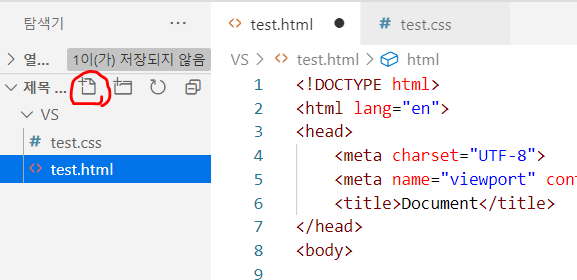 탐색기
test.html
test.css
열...
1이(가) 저장되지 않음
VS > test.html > html
제목 ...
VS
# test.css
<> test.html
1 <!DOCTYPE html>
2 <html lang="en">
3 <head>
4 <meta charset="UTF-8">
5 <meta name="viewport" con
6 <title>Document</title>
7 </head>
8 <body>
9